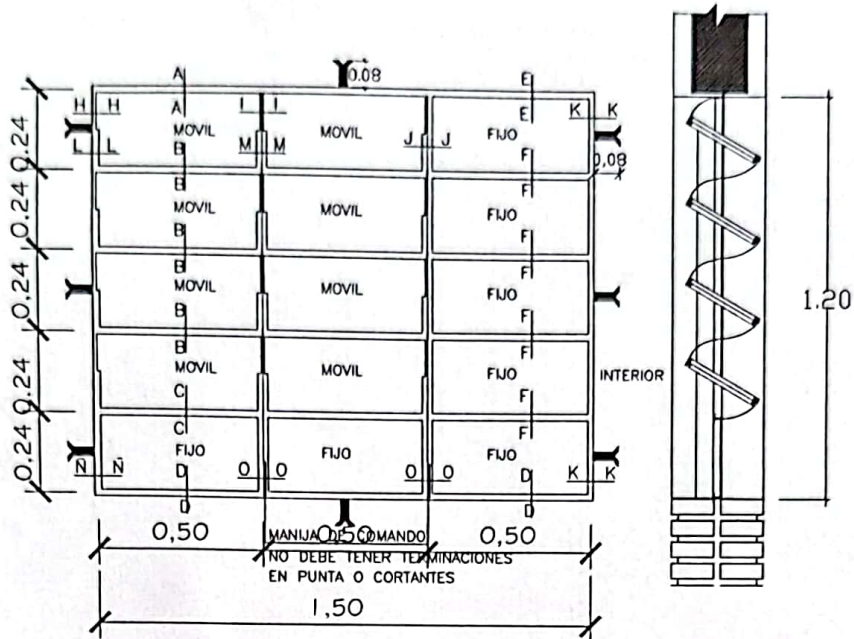 A
0.08
E
H H
A
I I
E
K K
MOVIL
MOVIL
FIJO
L L
B
M M
J J
F
0,08
0.24
B
F
MOVIL
MOVIL
FIJO
B
F
0.24
B
F
MOVIL
MOVIL
FIJO
B
F
1.20
0.24
B
F
MOVIL
MOVIL
FIJO
INTERIOR
C
F
0.24
C
F
FIJO
FIJO
FIJO
Ñ Ñ
D
O O
O O
D
K K
0.24
D
D
0,50
0,50
0,50
MANIJA DE COMANDO
NO DEBE TENER TERMINACIONES
EN PUNTA O CORTANTES
1,50